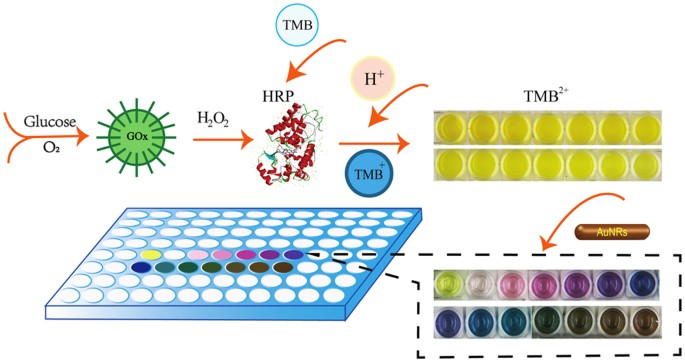 TMB
H⁺
HRP
TMB²⁺
Glucose
O₂
GOx
H₂O₂
TMB⁺
AuNRs